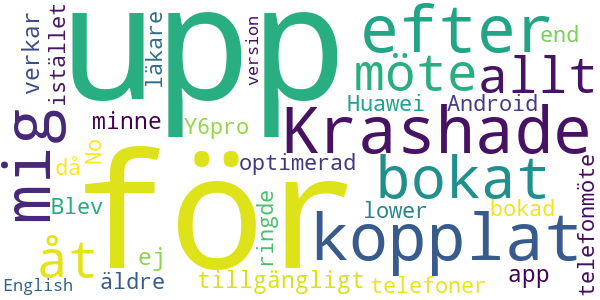 upp efter
verkar istället läkare version end
möte allt
minne Y6pro Huawei Android
mig Krashade
No optimerad
för bokat
då åt
Blev ej ringde lower bokad telefonmöte
kopplat
English äldre tillgängligt telefoner app